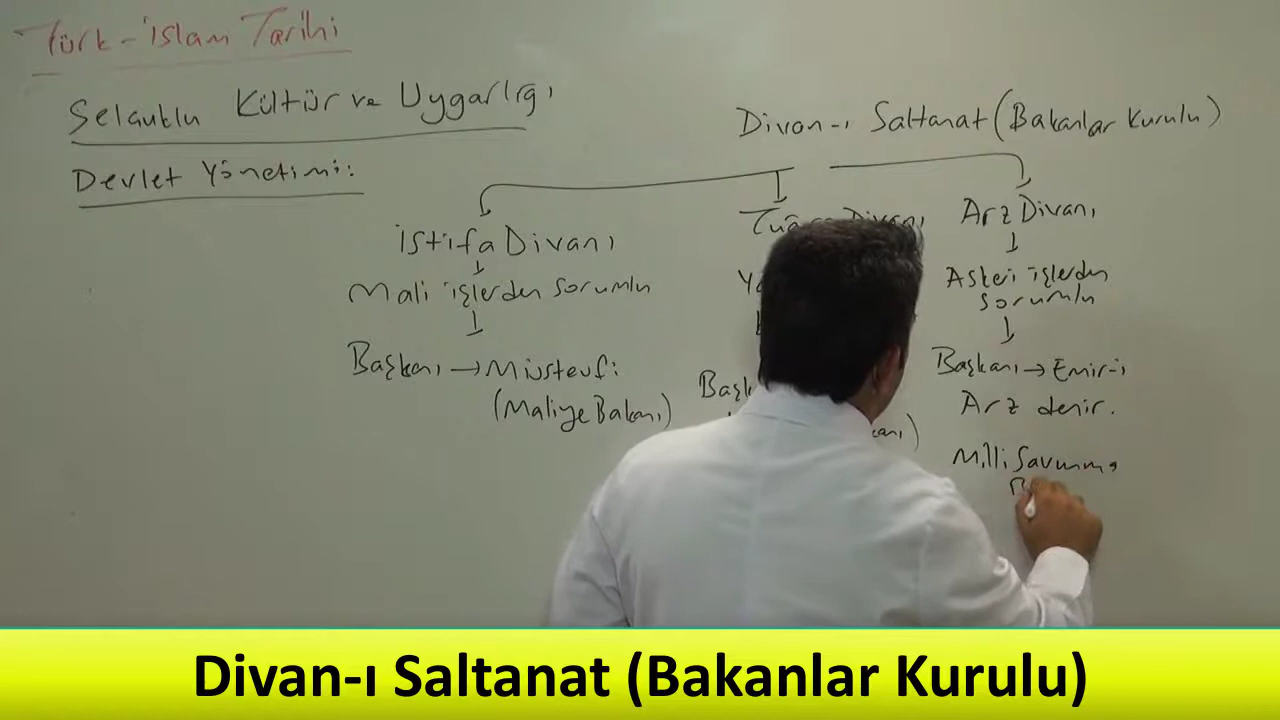 Türk-İslam Tarihi
Selçuklu Kültür ve Uygarlığı
Devlet Yönetimi:
Divan-ı Saltanat (Bakanlar Kurulu)
İstifa Divanı
Mali işlerden sorumlu
Başkanı → Müstevfi
(Maliye Bakanı)
Divanı
Arz Divanı
Askeri işlerden
sorumlu
Başkanı → Emir-i
Arz denir.
Milli Savunma
Divan-ı Saltanat (Bakanlar Kurulu)